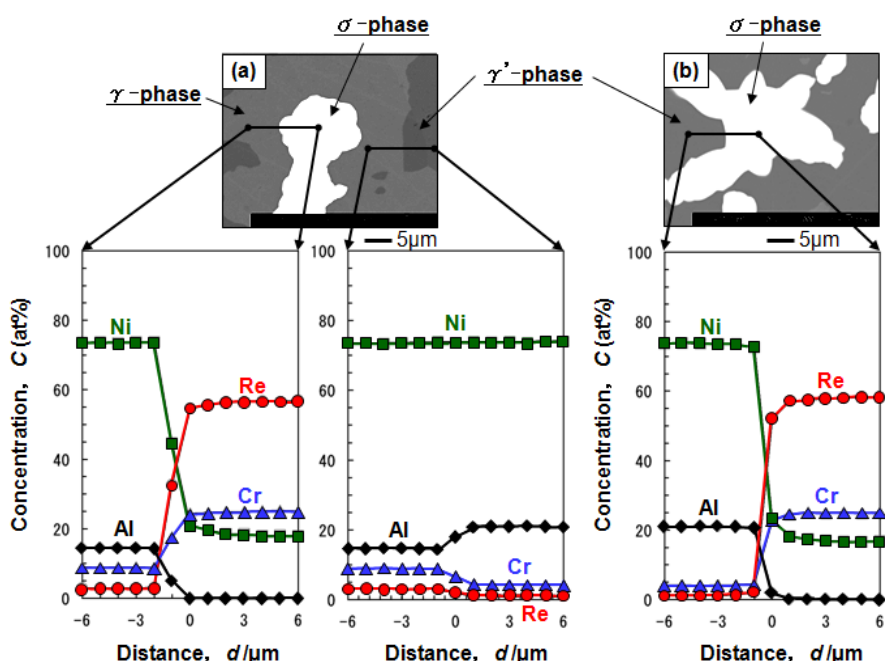 σ-phase
σ-phase
(a)
(b)
γ-phase
γ’-phase
5μm
5μm
100
80
60
40
20
0
Concentration, C (at%)
Ni
Re
Cr
Al
−6
−3
0
3
6
Distance, d /μm
100
80
60
40
20
0
Ni
Al
Cr
Re
−6
−3
0
3
6
Distance, d /μm
100
80
60
40
20
0
Concentration, C (at%)
Ni
Re
Cr
Al
−6
−3
0
3
6
Distance, d /μm